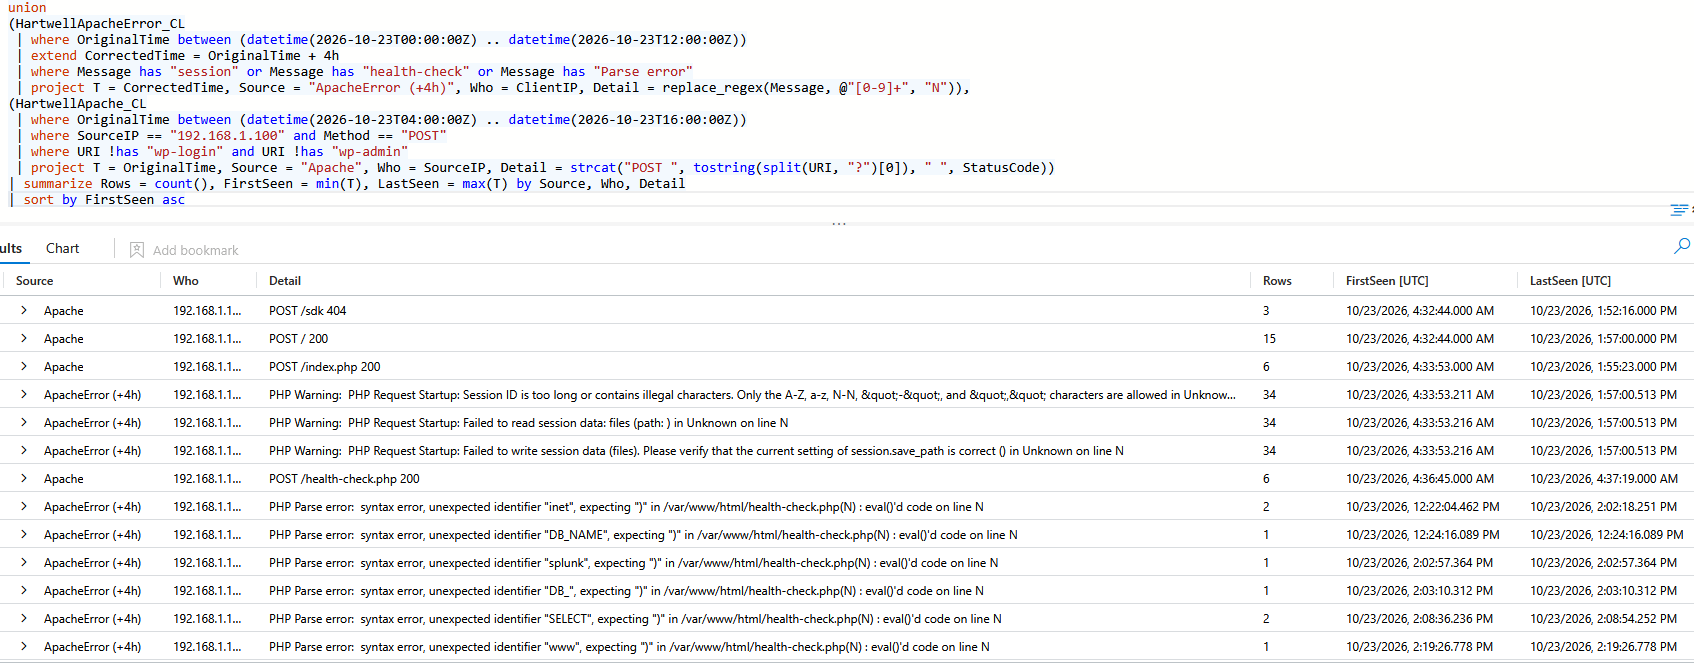 union
(HartwellApacheError_CL
| where OriginalTime between (datetime(2026-10-23T00:00:00Z) .. datetime(2026-10-23T12:00:00Z))
| extend CorrectedTime = OriginalTime + 4h
| where Message has "session" or Message has "health-check" or Message has "Parse error"
| project T = CorrectedTime, Source = "ApacheError (+4h)", Who = ClientIP, Detail = replace_regex(Message, @"[0-9]+", "N")),
(HartwellApache_CL
| where OriginalTime between (datetime(2026-10-23T04:00:00Z) .. datetime(2026-10-23T16:00:00Z))
| where SourceIP == "192.168.1.100" and Method == "POST"
| where URI !has "wp-login" and URI !has "wp-admin"
| project T = OriginalTime, Source = "Apache", Who = SourceIP, Detail = strcat("POST ", tostring(split(URI, "?")[0]), " ", StatusCode))
| summarize Rows = count(), FirstSeen = min(T), LastSeen = max(T) by Source, Who, Detail
| sort by FirstSeen asc
ults Chart Add bookmark
Source Who Detail Rows FirstSeen [UTC] LastSeen [UTC]
Apache 192.168.1.1... POST /sdk 404 3 10/23/2026, 4:32:44.000 AM 10/23/2026, 1:52:16.000 PM
Apache 192.168.1.1... POST / 200 15 10/23/2026, 4:32:44.000 AM 10/23/2026, 1:57:00.000 PM
Apache 192.168.1.1... POST /index.php 200 6 10/23/2026, 4:33:53.000 AM 10/23/2026, 1:55:23.000 PM
ApacheError (+4h) 192.168.1.1... PHP Warning:  PHP Request Startup: Session ID is too long or contains illegal characters. Only the A-Z, a-z, N-N, &quot;-&quot;, and &quot;,&quot; characters are allowed in Unknow... 34 10/23/2026, 4:33:53.211 AM 10/23/2026, 1:57:00.513 PM
ApacheError (+4h) 192.168.1.1... PHP Warning:  PHP Request Startup: Failed to read session data: files (path: ) in Unknown on line N 34 10/23/2026, 4:33:53.216 AM 10/23/2026, 1:57:00.513 PM
ApacheError (+4h) 192.168.1.1... PHP Warning:  PHP Request Startup: Failed to write session data (files). Please verify that the current setting of session.save_path is correct () in Unknown on line N 34 10/23/2026, 4:33:53.216 AM 10/23/2026, 1:57:00.513 PM
Apache 192.168.1.1... POST /health-check.php 200 6 10/23/2026, 4:36:45.000 AM 10/23/2026, 4:37:19.000 AM
ApacheError (+4h) 192.168.1.1... PHP Parse error:  syntax error, unexpected identifier "inet", expecting ")" in /var/www/html/health-check.php(N) : eval()'d code on line N 2 10/23/2026, 12:22:04.462 PM 10/23/2026, 2:02:18.251 PM
ApacheError (+4h) 192.168.1.1... PHP Parse error:  syntax error, unexpected identifier "DB_NAME", expecting ")" in /var/www/html/health-check.php(N) : eval()'d code on line N 1 10/23/2026, 12:24:16.089 PM 10/23/2026, 12:24:16.089 PM
ApacheError (+4h) 192.168.1.1... PHP Parse error:  syntax error, unexpected identifier "splunk", expecting ")" in /var/www/html/health-check.php(N) : eval()'d code on line N 1 10/23/2026, 2:02:57.364 PM 10/23/2026, 2:02:57.364 PM
ApacheError (+4h) 192.168.1.1... PHP Parse error:  syntax error, unexpected identifier "DB_", expecting ")" in /var/www/html/health-check.php(N) : eval()'d code on line N 1 10/23/2026, 2:03:10.312 PM 10/23/2026, 2:03:10.312 PM
ApacheError (+4h) 192.168.1.1... PHP Parse error:  syntax error, unexpected identifier "SELECT", expecting ")" in /var/www/html/health-check.php(N) : eval()'d code on line N 2 10/23/2026, 2:08:36.236 PM 10/23/2026, 2:08:54.252 PM
ApacheError (+4h) 192.168.1.1... PHP Parse error:  syntax error, unexpected identifier "www", expecting ")" in /var/www/html/health-check.php(N) : eval()'d code on line N 1 10/23/2026, 2:19:26.778 PM 10/23/2026, 2:19:26.778 PM